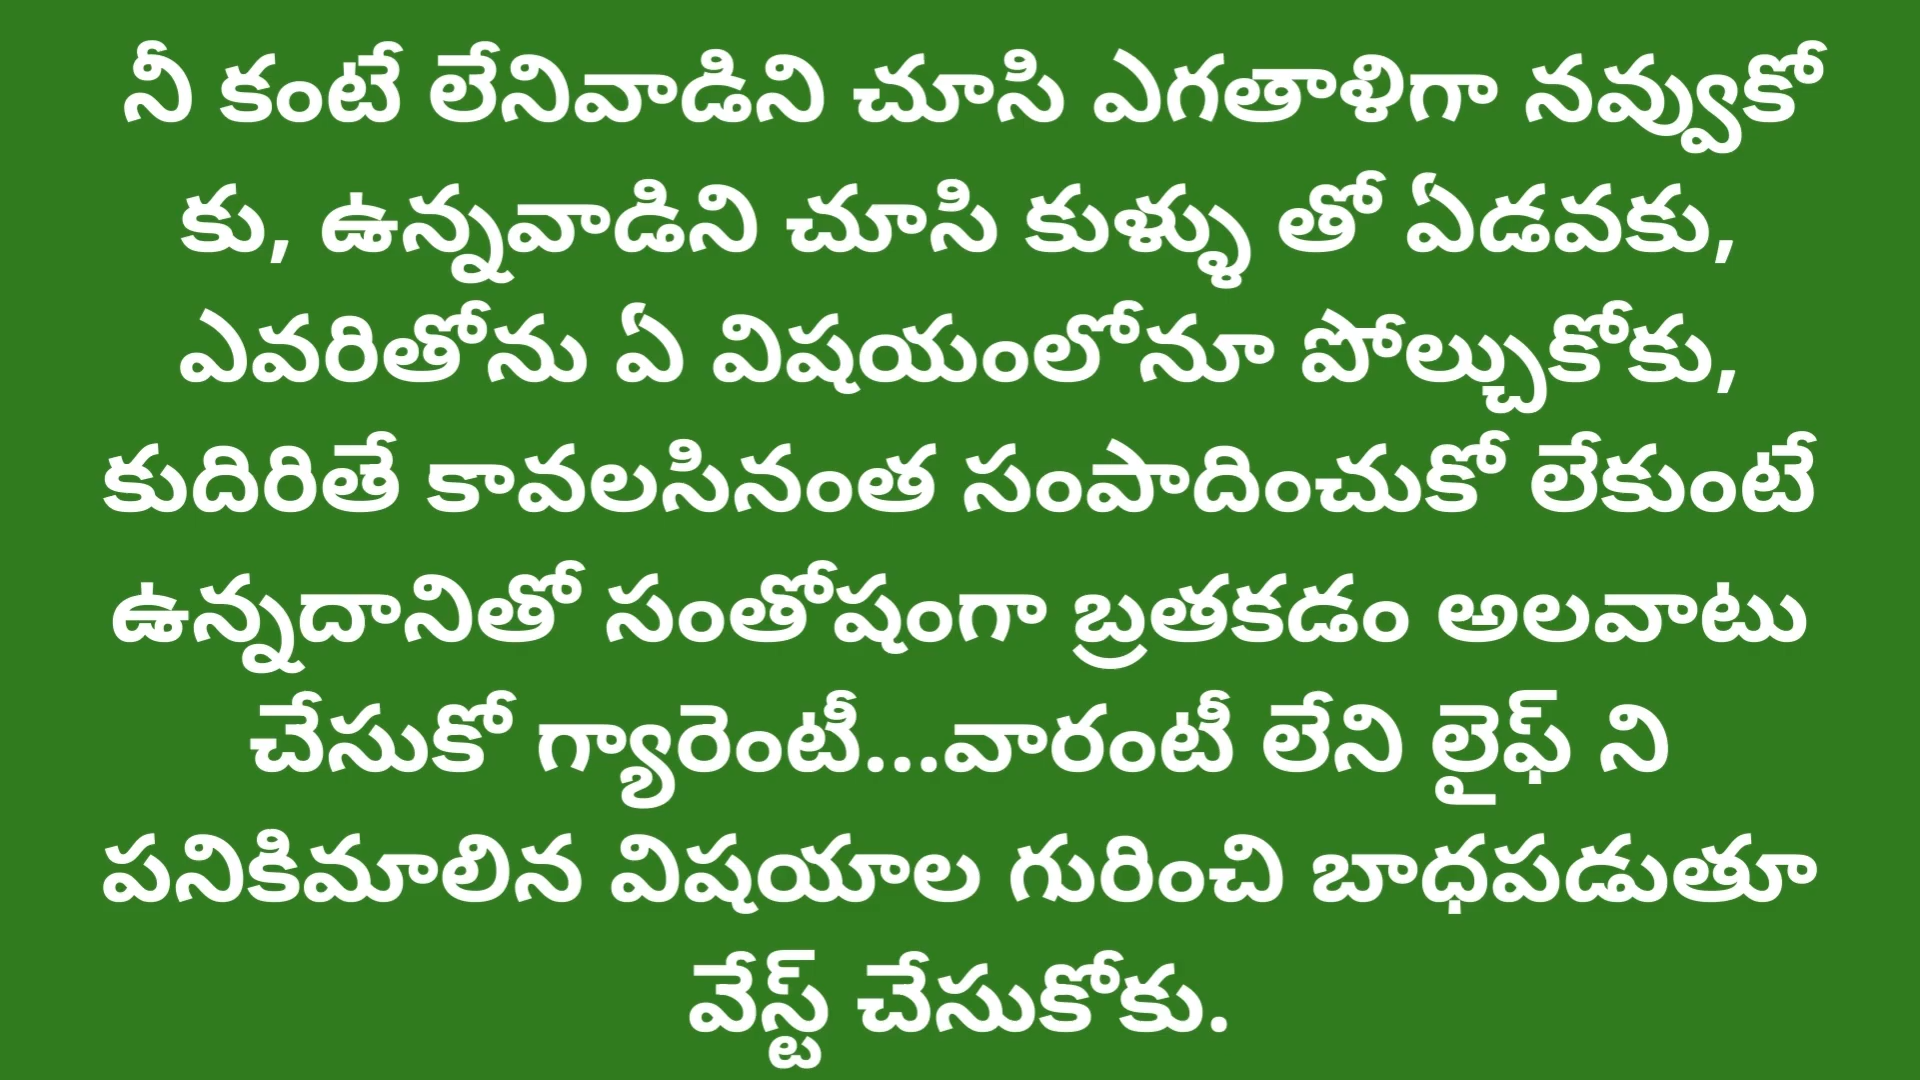 నీ కంటే లేనివాడిని చూసి ఎగతాళిగా నవ్వుకో
కు, ఉన్నవాడిని చూసి కుళ్ళు తో ఏడవకు,
ఎవరితోను ఏ విషయంలోనూ పోల్చుకోకు,
కుదిరితే కావలసినంత సంపాదించుకో లేకుంటే
ఉన్నదానితో సంతోషంగా బ్రతకడం అలవాటు
చేసుకో గ్యారెంటీ...వారంటీ లేని లైఫ్ ని
పనికిమాలిన విషయాల గురించి బాధపడుతూ
వేస్ట్ చేసుకోకు.